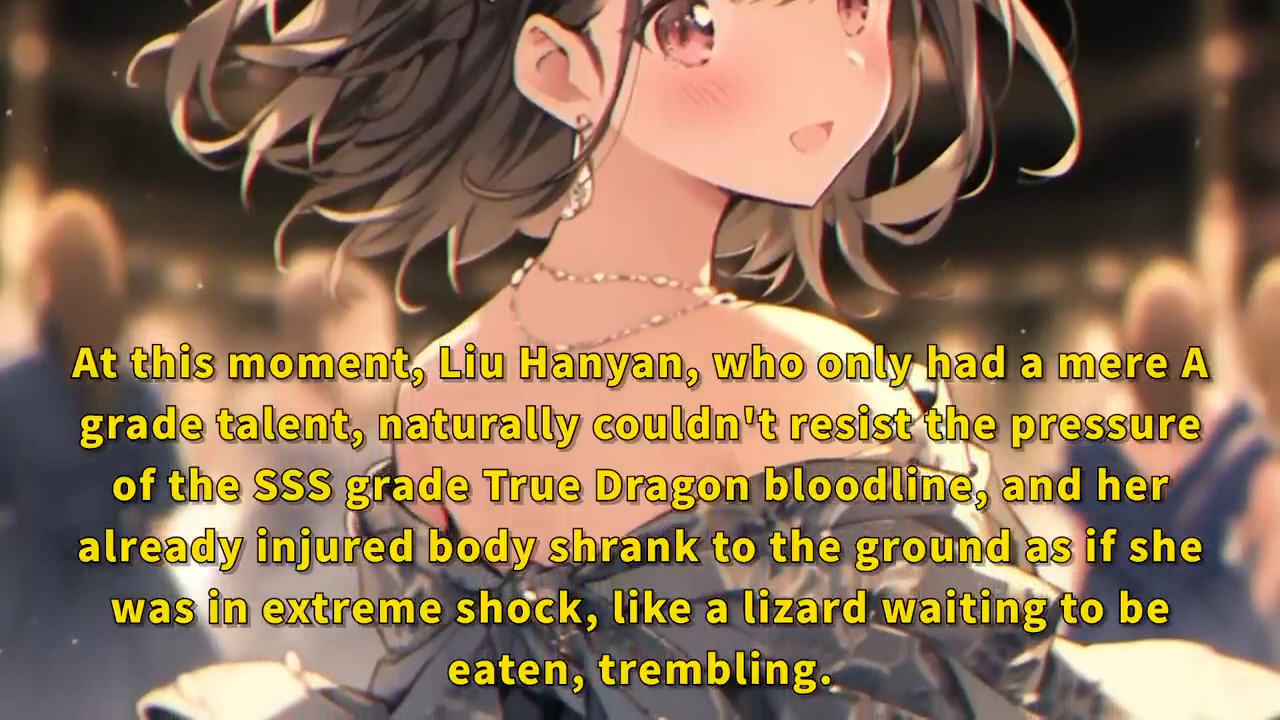 At this moment, Liu Hanyan, who only had a mere A
grade talent, naturally couldn't resist the pressure
of the SSS grade True Dragon bloodline, and her
already injured body shrank to the ground as if she
was in extreme shock, like a lizard waiting to be
eaten, trembling.